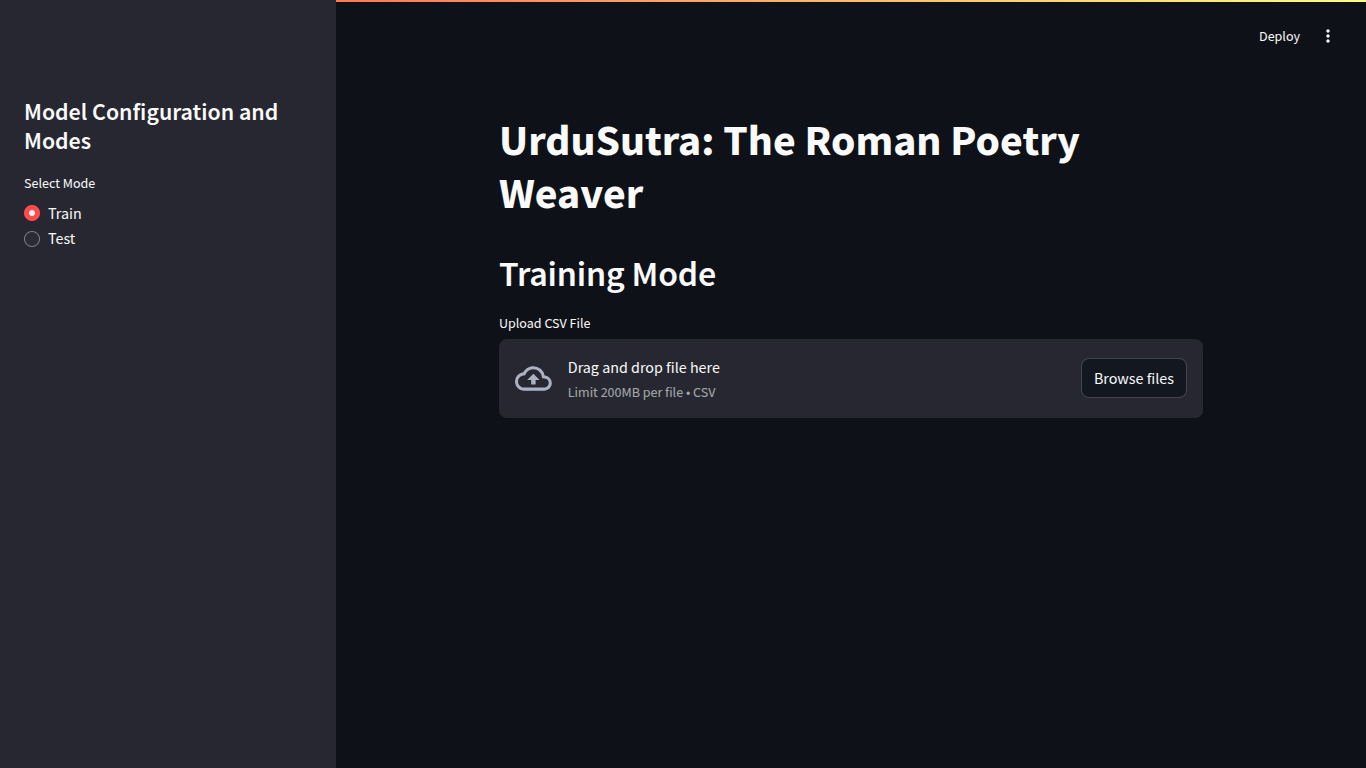 Deploy
Model Configuration and
Modes
Select Mode
Train
Test
UrduSutra: The Roman Poetry
Weaver
Training Mode
Upload CSV File
Drag and drop file here
Limit 200MB per file • CSV
Browse files